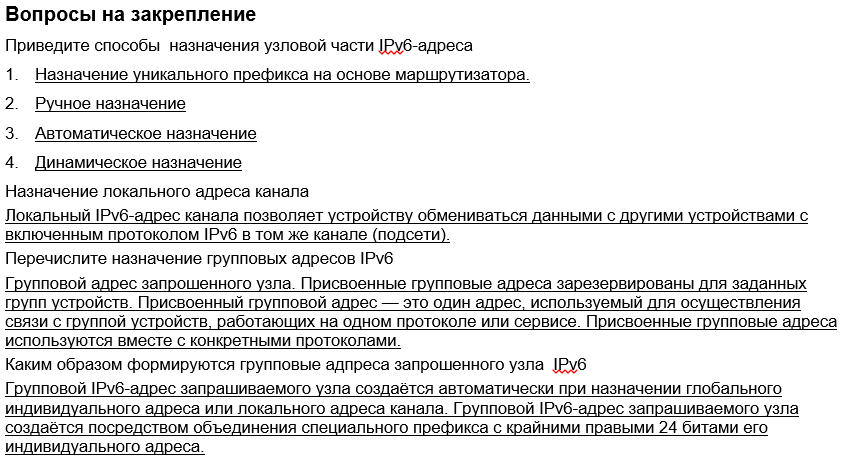 Вопросы на закрепление
Приведите способы  назначения узловой части IPv6-адреса
1. Назначение уникального префикса на основе маршрутизатора.
2. Ручное назначение
3. Автоматическое назначение
4. Динамическое назначение
Назначение локального адреса канала
Локальный IPv6-адрес канала позволяет устройству обмениваться данными с другими устройствами с
включенным протоколом IPv6 в том же канале (подсети).
Перечислите назначение групповых адресов IPv6
Групповой адрес запрошенного узла. Присвоенные групповые адреса зарезервированы для заданных
групп устройств. Присвоенный групповой адрес — это один адрес, используемый для осуществления
связи с группой устройств, работающих на одном протоколе или сервисе. Присвоенные групповые адреса
используются вместе с конкретными протоколами.
Каким образом формируются групповые адпреса запрошенного узла  IPv6
Групповой IPv6-адрес запрашиваемого узла создаётся автоматически при назначении глобального
индивидуального адреса или локального адреса канала. Групповой IPv6-адрес запрашиваемого узла
создаётся посредством объединения специального префикса с крайними правыми 24 битами его
индивидуального адреса.